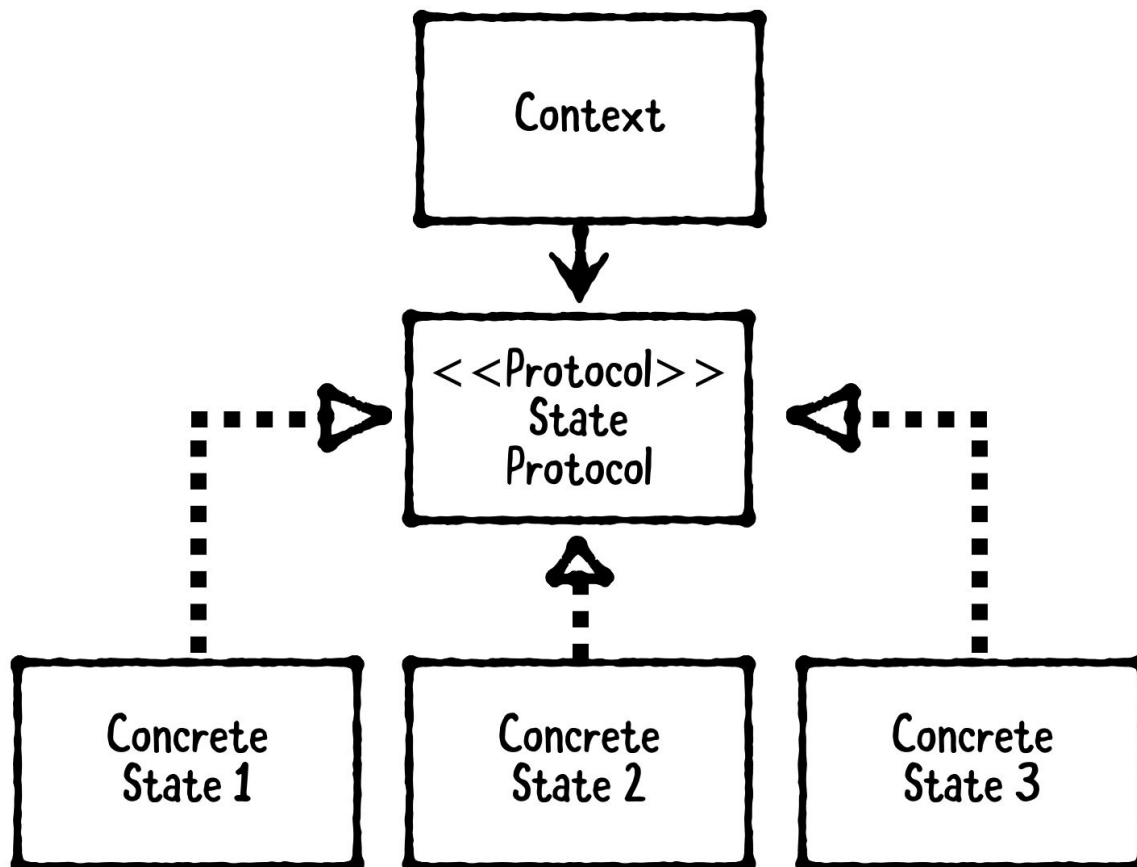 Context
<<Protocol>>
State
Protocol
Concrete
State 1
Concrete
State 2
Concrete
State 3